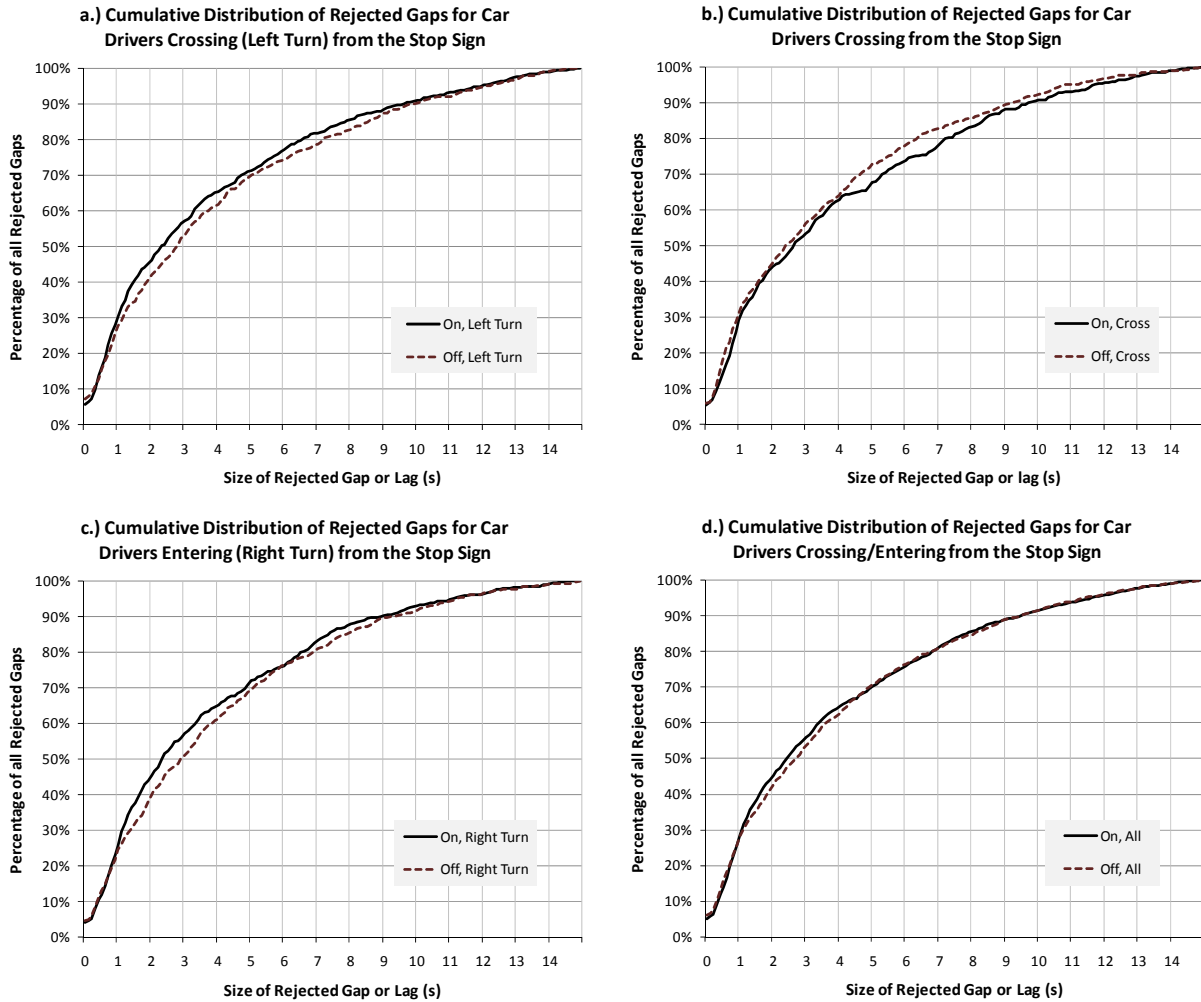 a.) Cumulative Distribution of Rejected Gaps for Car
Drivers Crossing (Left Turn) from the Stop Sign
100%
90%
80%
70%
60%
50%
40%
30%
20%
10%
0%
Percentage of all Rejected Gaps
On, Left Turn
Off, Left Turn
0 1 2 3 4 5 6 7 8 9 10 11 12 13 14
Size of Rejected Gap or Lag (s)
b.) Cumulative Distribution of Rejected Gaps for Car
Drivers Crossing from the Stop Sign
100%
90%
80%
70%
60%
50%
40%
30%
20%
10%
0%
Percentage of all Rejected Gaps
On, Cross
Off, Cross
0 1 2 3 4 5 6 7 8 9 10 11 12 13 14
Size of Rejected Gap or lag (s)
c.) Cumulative Distribution of Rejected Gaps for Car
Drivers Entering (Right Turn) from the Stop Sign
100%
90%
80%
70%
60%
50%
40%
30%
20%
10%
0%
Percentage of all Rejected Gaps
On, Right Turn
Off, Right Turn
0 1 2 3 4 5 6 7 8 9 10 11 12 13 14
Size of Rejected Gap or Lag (s)
d.) Cumulative Distribution of Rejected Gaps for Car
Drivers Crossing/Entering from the Stop Sign
100%
90%
80%
70%
60%
50%
40%
30%
20%
10%
0%
Percentage of all Rejected Gaps
On, All
Off, All
0 1 2 3 4 5 6 7 8 9 10 11 12 13 14
Size of Rejected Gap or Lag (s)